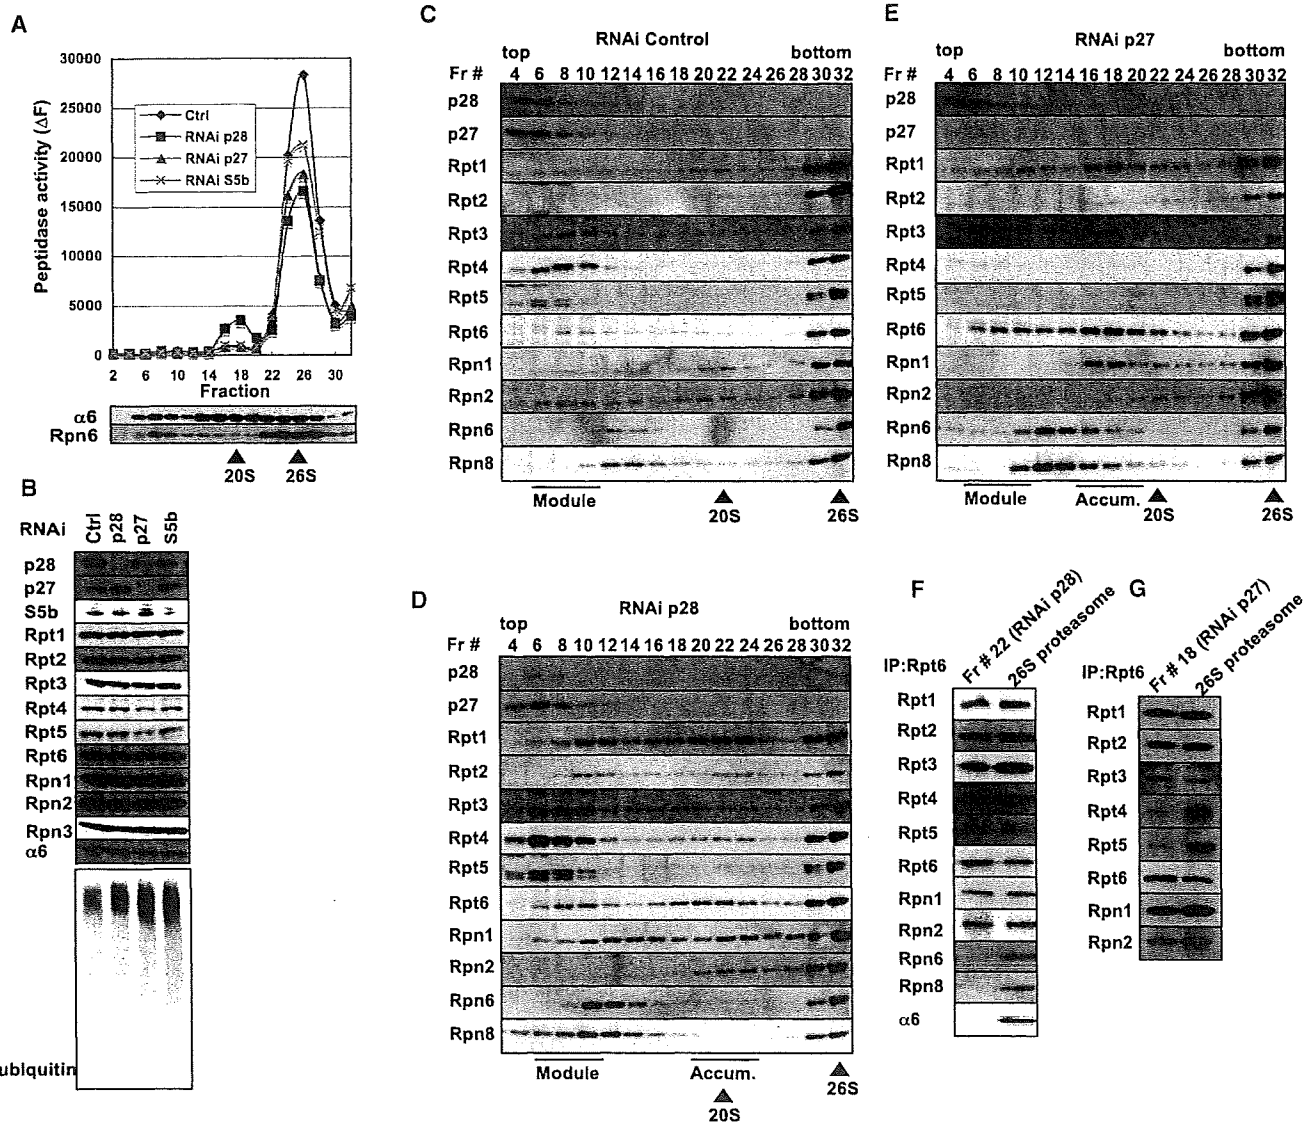 A
Peptidase activity (ΔF)
30000
25000
20000
15000
10000
5000
0
Ctrl
RNAi p28
RNAi p27
RNAi S5b
2 6 10 14 18 22 26 30
Fraction
α6
Rpn6
20S 26S
B
RNAi Ctrl p28 p27 S5b
p28
p27
S5b
Rpt1
Rpt2
Rpt3
Rpt4
Rpt5
Rpt6
Rpn1
Rpn2
Rpn3
α6
ubiquitin
C
RNAi Control
top bottom
Fr # 4 6 8 10 12 14 16 18 20 22 24 26 28 30 32
p28
p27
Rpt1
Rpt2
Rpt3
Rpt4
Rpt5
Rpt6
Rpn1
Rpn2
Rpn6
Rpn8
Module
20S 26S
D
RNAi p28
top bottom
Fr # 4 6 8 10 12 14 16 18 20 22 24 26 28 30 32
p28
p27
Rpt1
Rpt2
Rpt3
Rpt4
Rpt5
Rpt6
Rpn1
Rpn2
Rpn6
Rpn8
Module Accum.
20S 26S
E
RNAi p27
top bottom
Fr # 4 6 8 10 12 14 16 18 20 22 24 26 28 30 32
p28
p27
Rpt1
Rpt2
Rpt3
Rpt4
Rpt5
Rpt6
Rpn1
Rpn2
Rpn6
Rpn8
Module Accum.
20S 26S
F
IP:Rpt6 Fr # 22 (RNAi p28) 26S proteasome
Rpt1
Rpt2
Rpt3
Rpt4
Rpt5
Rpt6
Rpn1
Rpn2
Rpn6
Rpn8
α6
G
IP:Rpt6 Fr # 18 (RNAi p27) 26S proteasome
Rpt1
Rpt2
Rpt3
Rpt4
Rpt5
Rpt6
Rpn1
Rpn2